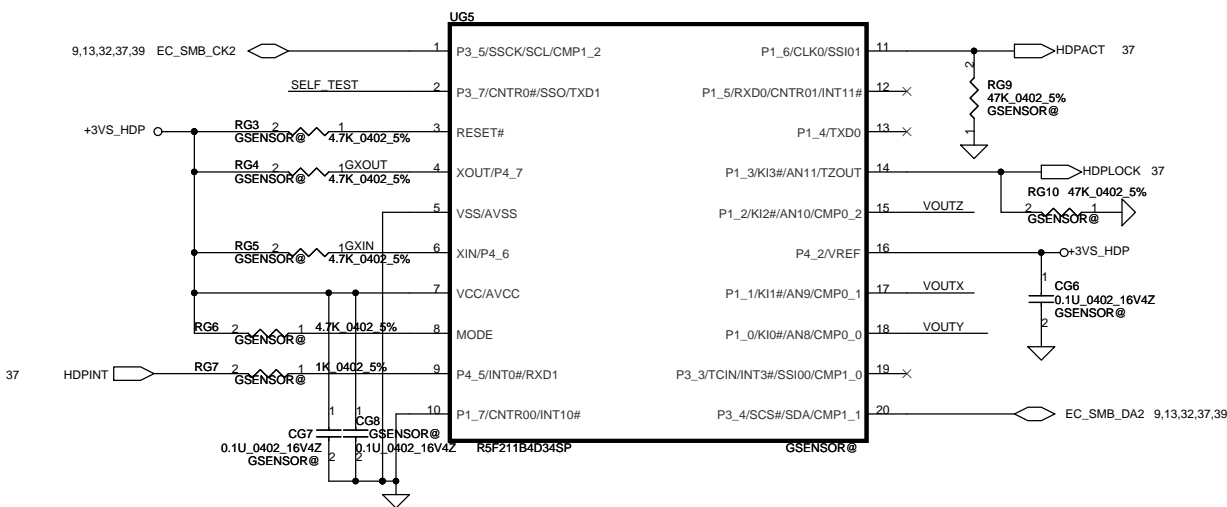 UG5
9,13,32,37,39 EC_SMB_CK2
1 P3_5/SSCK/SCL/CMP1_2
P1_6/CLK0/SSI01 11
HDPACT 37
SELF_TEST
2 P3_7/CNTR0#/SSO/TXD1
P1_5/RXD0/CNTR01/INT11# 12
2
RG9
47K_0402_5%
GSENSOR@
1
+3VS_HDP
RG3 2 1
GSENSOR@ 4.7K_0402_5%
3 RESET#
P1_4/TXD0 13
RG4 2 1 GXOUT
GSENSOR@ 4.7K_0402_5%
4 XOUT/P4_7
P1_3/KI3#/AN11/TZOUT 14
HDPLOCK 37
RG10 47K_0402_5%
2 1
GSENSOR@
5 VSS/AVSS
P1_2/KI2#/AN10/CMP0_2 15 VOUTZ
RG5 2 1 GXIN
GSENSOR@ 4.7K_0402_5%
6 XIN/P4_6
P4_2/VREF 16
+3VS_HDP
7 VCC/AVCC
P1_1/KI1#/AN9/CMP0_1 17 VOUTX
1
CG6
0.1U_0402_16V4Z
GSENSOR@
2
RG6 2 1 4.7K_0402_5%
GSENSOR@
8 MODE
P1_0/KI0#/AN8/CMP0_0 18 VOUTY
37 HDPINT
RG7 2 1 1K_0402_5%
GSENSOR@
9 P4_5/INT0#/RXD1
P3_3/TCIN/INT3#/SSI00/CMP1_0 19
10 P1_7/CNTR00/INT10#
P3_4/SCS#/SDA/CMP1_1 20
EC_SMB_DA2 9,13,32,37,39
1 1
CG7 CG8
GSENSOR@
0.1U_0402_16V4Z 0.1U_0402_16V4Z
GSENSOR@ 2 2
R5F211B4D34SP
GSENSOR@